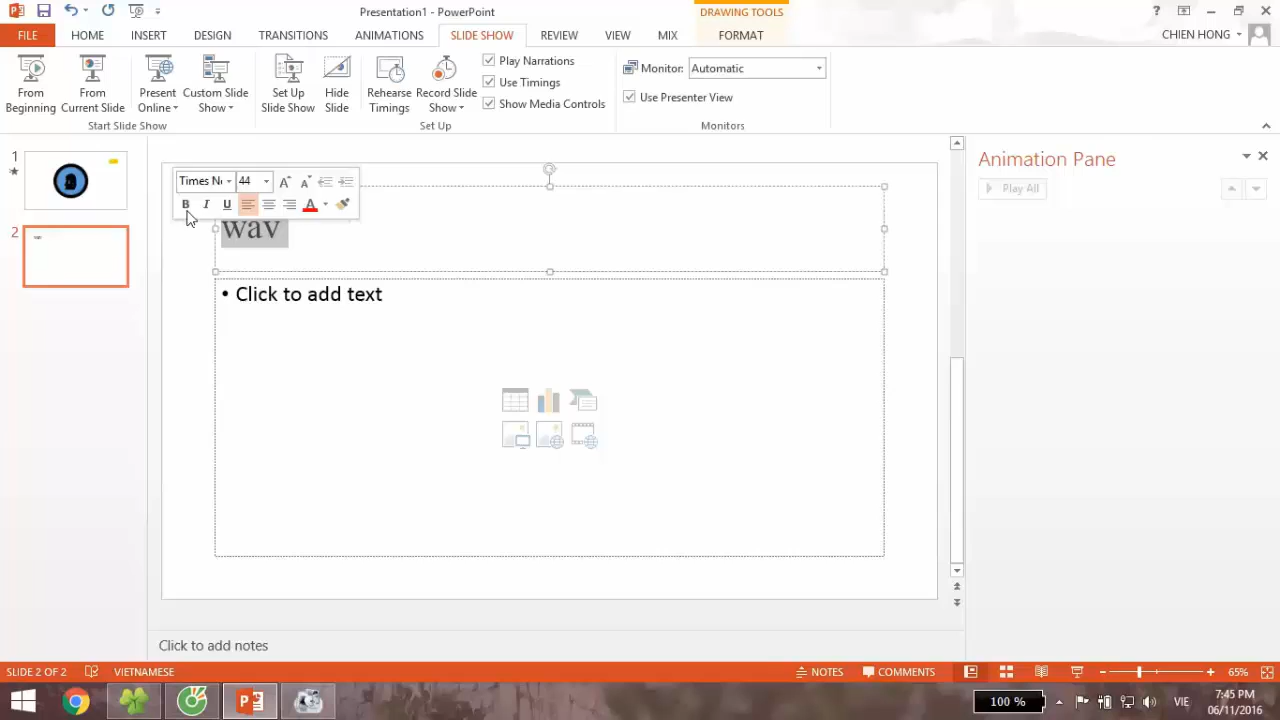 Presentation1 - PowerPoint
DRAWING TOOLS
FILE HOME INSERT DESIGN TRANSITIONS ANIMATIONS SLIDE SHOW REVIEW VIEW MIX FORMAT
CHIEN HONG
From Beginning
From Current Slide
Present Online
Custom Slide Show
Start Slide Show
Set Up Slide Show
Hide Slide
Rehearse Timings
Record Slide Show
Play Narrations
Use Timings
Show Media Controls
Set Up
Monitor: Automatic
Use Presenter View
Monitors
1
2
Times N
44
B I U A
wav
• Click to add text
Animation Pane
Play All
Click to add notes
SLIDE 2 OF 2 VIETNAMESE NOTES COMMENTS 65%
100 % VIE 7:45 PM
06/11/2016